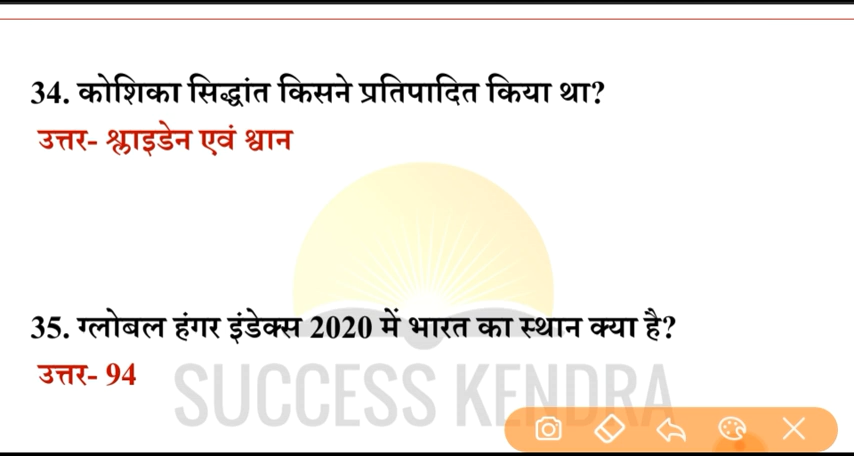 34. कोशिका सिद्धांत किसने प्रतिपादित किया था?
उत्तर- श्लाइडेन एवं श्वान
35. ग्लोबल हंगर इंडेक्स 2020 में भारत का स्थान क्या है?
उत्तर- 94
SUCCESS KENDRA